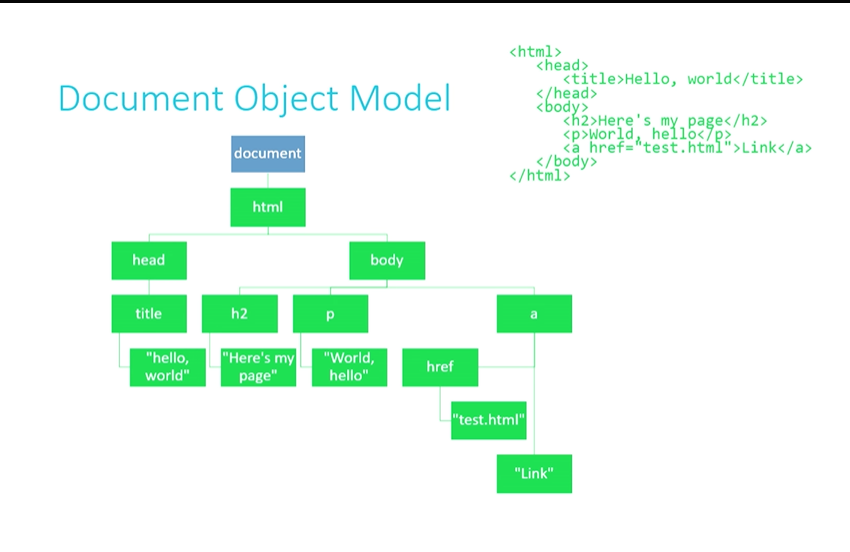 Document Object Model
<html>
<head>
<title>Hello, world</title>
</head>
<body>
<h2>Here's my page</h2>
<p>World, hello</p>
<a href="test.html">Link</a>
</body>
</html>
document
html
head
body
title
h2
p
a
"hello,
world"
"Here's my
page"
"World,
hello"
href
"test.html"
"Link"